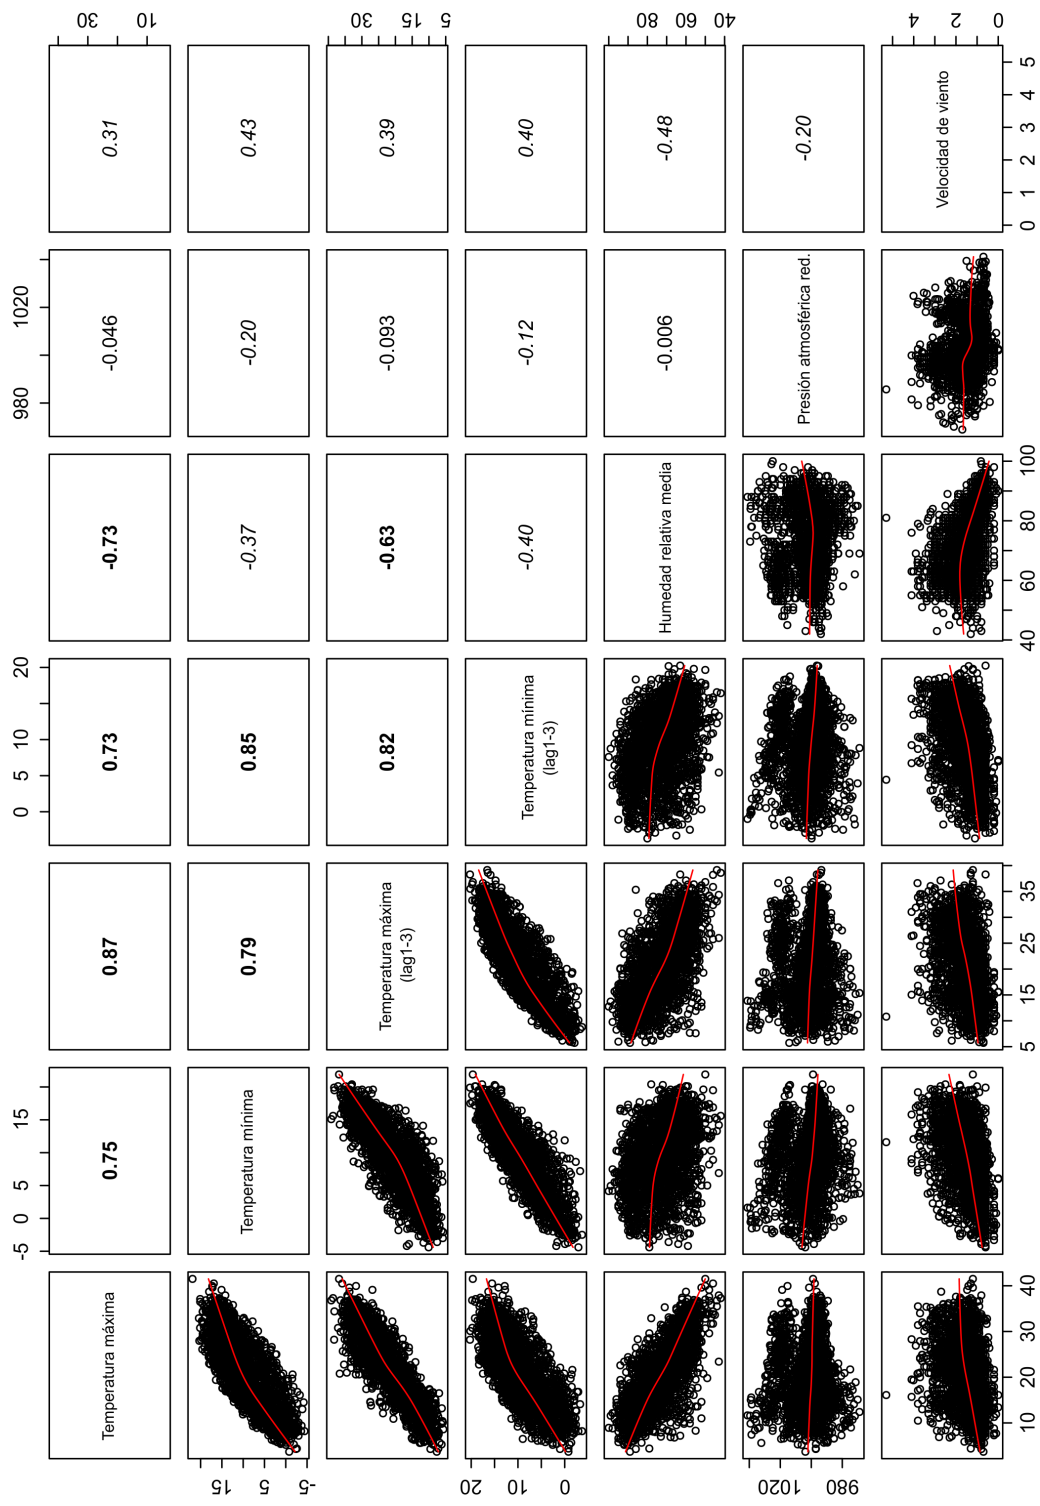 -5 0 5 15
0 5 10 20
980 1020
Temperatura máxima
0.75
0.87
0.73
-0.73
-0.046
0.31
30
10
15
5
-5
Temperatura mínima
0.79
0.85
-0.37
-0.20
0.43
Temperatura máxima
(lag1-3)
0.82
-0.63
-0.093
0.39
30
15
5
20
10
0
Temperatura mínima
(lag1-3)
-0.40
-0.12
0.40
Humedad relativa media
-0.006
-0.48
80
60
40
1020
980
Presión atmosférica red.
-0.20
Velocidad de viento
4
2
0
10 20 30 40
5 15 25 35
40 60 80 100
0 1 2 3 4 5